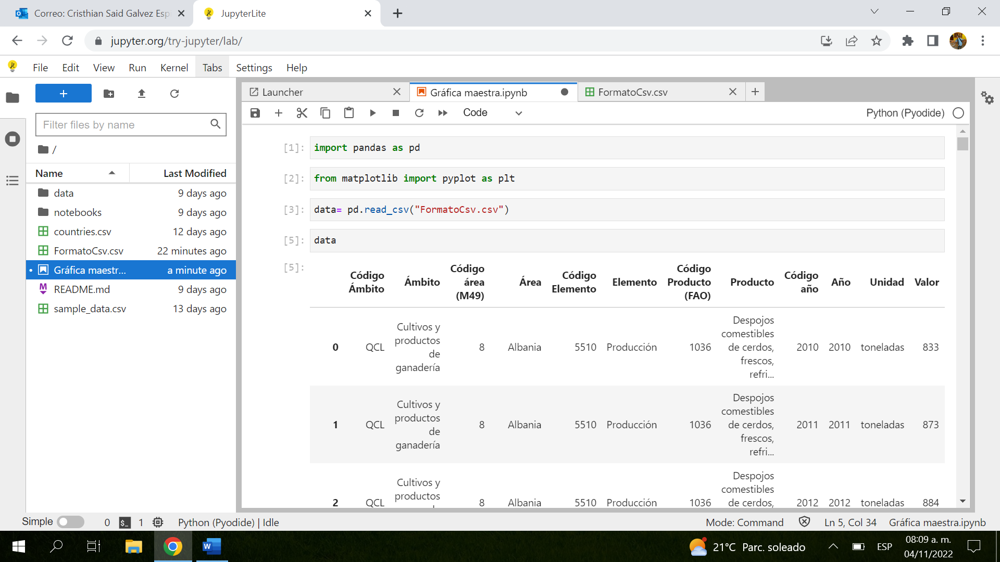 Correo: Cristhian Said Galvez Esp
JupyterLite
jupyter.org/try-jupyter/lab/
File Edit View Run Kernel Tabs Settings Help
+
Filter files by name
/
Name Last Modified
data 9 days ago
notebooks 9 days ago
countries.csv 12 days ago
FormatoCsv.csv 22 minutes ago
Gráfica maestr... a minute ago
README.md 9 days ago
sample_data.csv 13 days ago
Launcher
Gráfica maestra.ipynb
FormatoCsv.csv
Code
Python (Pyodide)
[1]: import pandas as pd
[2]: from matplotlib import pyplot as plt
[3]: data= pd.read_csv("FormatoCsv.csv")
[5]: data
[5]:
Código Ámbito
Ámbito
Código área (M49)
Área
Código Elemento
Elemento
Código Producto (FAO)
Producto
Código año
Año
Unidad
Valor
0 QCL Cultivos y productos de ganadería 8 Albania 5510 Producción 1036 Despojos comestibles de cerdos, frescos, refri... 2010 2010 toneladas 833
1 QCL Cultivos y productos de ganadería 8 Albania 5510 Producción 1036 Despojos comestibles de cerdos, frescos, refri... 2011 2011 toneladas 873
2 QCL Cultivos y productos 8 Albania 5510 Producción 1036 Despojos comestibles de cerdos, 2012 2012 toneladas 884
Simple 0 $_ 1 Python (Pyodide) | Idle
Mode: Command Ln 5, Col 34 Gráfica maestra.ipynb
21°C Parc. soleado
ESP
08:09 a. m.
04/11/2022